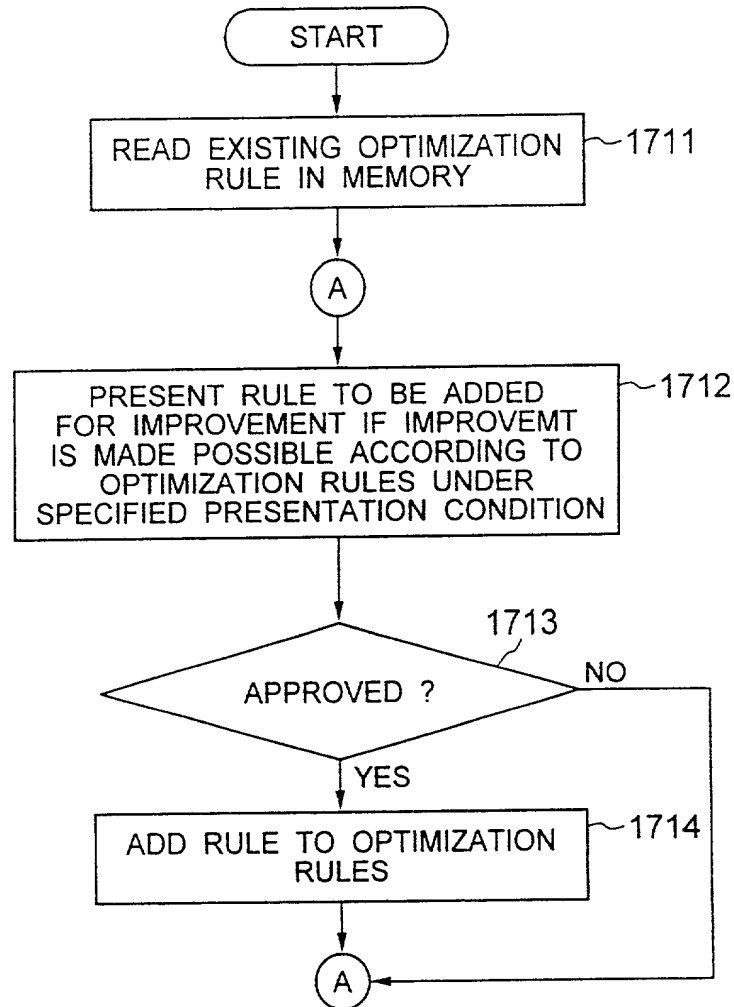 START
READ EXISTING OPTIMIZATION
RULE IN MEMORY
1711
A
PRESENT RULE TO BE ADDED
FOR IMPROVEMENT IF IMPROVEMT
IS MADE POSSIBLE ACCORDING TO
OPTIMIZATION RULES UNDER
SPECIFIED PRESENTATION CONDITION
1712
1713
APPROVED ?
NO
YES
ADD RULE TO OPTIMIZATION
RULES
1714
A